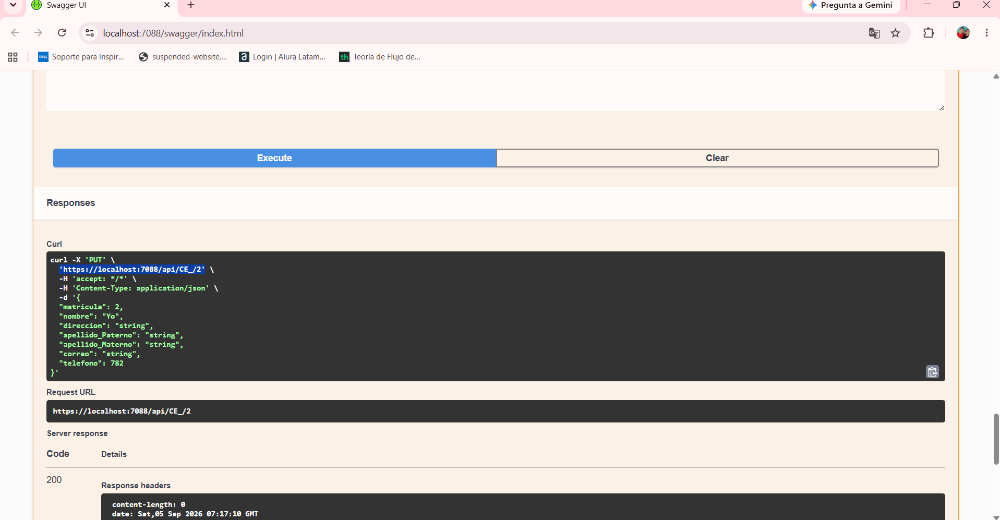 Swagger UI
Pregunta a Gemini
localhost:7088/swagger/index.html
Soporte para Inspir...
suspended-website....
Login | Alura Latam...
Teoría de Flujo de...
Execute
Clear
Responses
Curl
curl -X 'PUT' \
'https://localhost:7088/api/CE_/2' \
-H 'accept: */*' \
-H 'Content-Type: application/json' \
-d '{
"matricula": 2,
"nombre": "Yo",
"direccion": "string",
"apellido_Paterno": "string",
"apellido_Materno": "string",
"correo": "string",
"telefono": 782
}'
Request URL
https://localhost:7088/api/CE_/2
Server response
Code
Details
200
Response headers
content-length: 0
date: Sat,05 Sep 2026 07:17:10 GMT